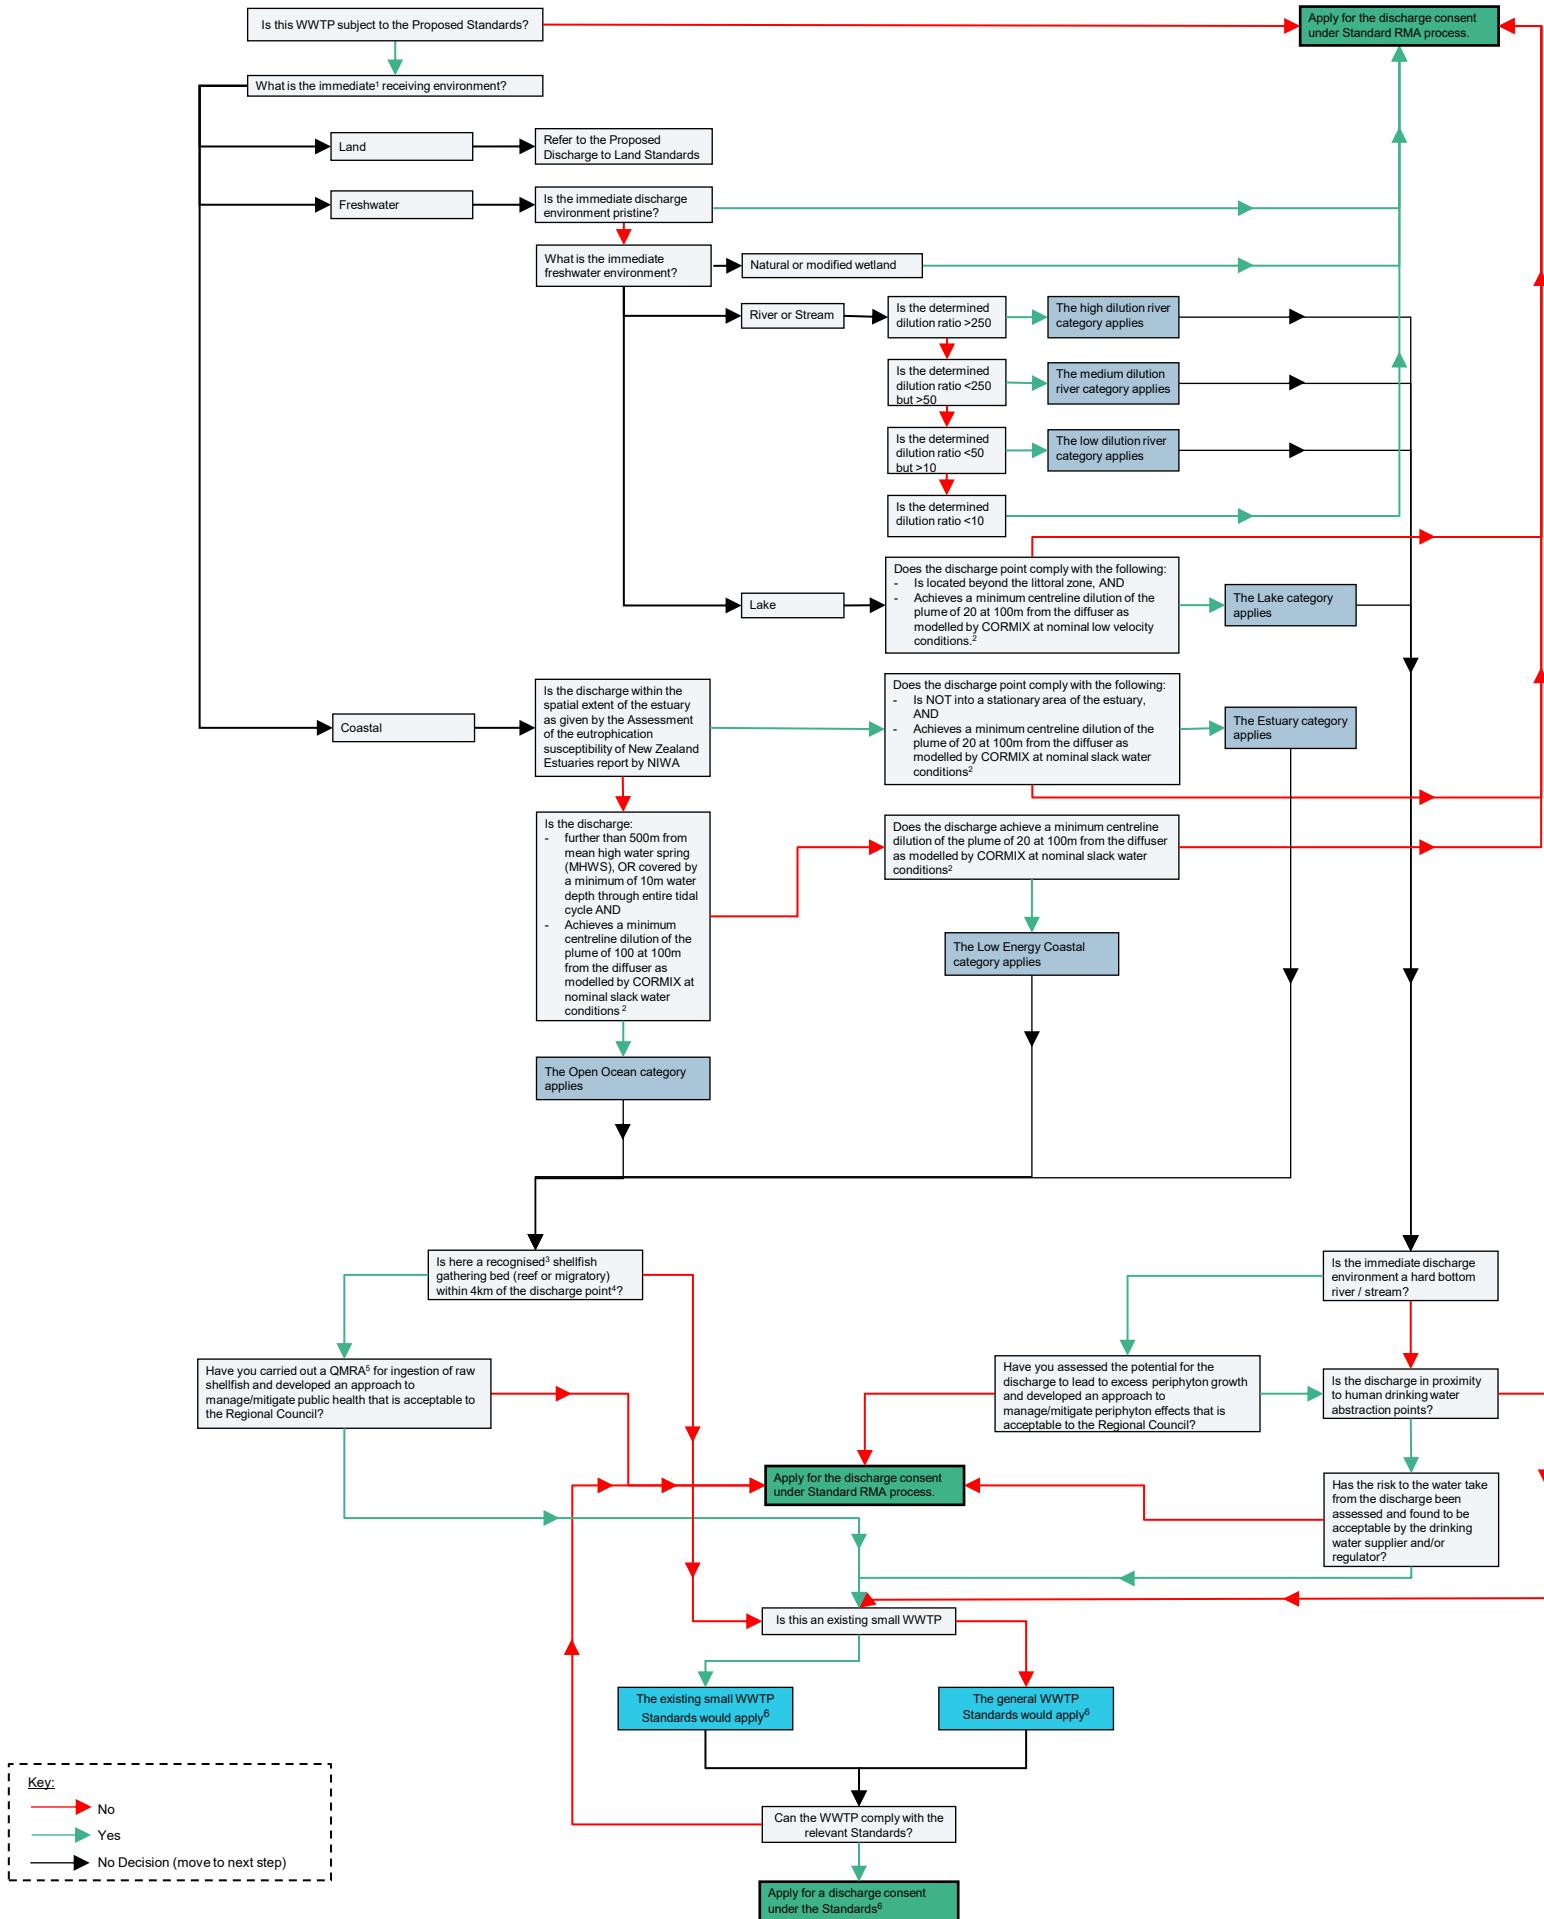 Is this WWTP subject to the Proposed Standards?
Apply for the discharge consent
under Standard RMA process.
What is the immediate¹ receiving environment?
Land
Refer to the Proposed
Discharge to Land Standards
Freshwater
Is the immediate discharge
environment pristine?
What is the immediate
freshwater environment?
Natural or modified wetland
River or Stream
Is the determined
dilution ratio >250
The high dilution river
category applies
Is the determined
dilution ratio <250
but >50
The medium dilution
river category applies
Is the determined
dilution ratio <50
but >10
The low dilution river
category applies
Is the determined
dilution ratio <10
Lake
Does the discharge point comply with the following:
- Is located beyond the littoral zone, AND
- Achieves a minimum centreline dilution of the
plume of 20 at 100m from the diffuser as
modelled by CORMIX at nominal low velocity
conditions.²
The Lake category
applies
Coastal
Is the discharge within the
spatial extent of the estuary
as given by the Assessment
of the eutrophication
susceptibility of New Zealand
Estuaries report by NIWA
Does the discharge point comply with the following:
- Is NOT into a stationary area of the estuary,
AND
- Achieves a minimum centreline dilution of the
plume of 20 at 100m from the diffuser as
modelled by CORMIX at nominal slack water
conditions²
The Estuary category
applies
Is the discharge:
- further than 500m from
mean high water spring
(MHWS), OR covered by
a minimum of 10m water
depth through entire tidal
cycle AND
- Achieves a minimum
centreline dilution of the
plume of 100 at 100m
from the diffuser as
modelled by CORMIX at
nominal slack water
conditions ²
Does the discharge achieve a minimum centreline
dilution of the plume of 20 at 100m from the diffuser
as modelled by CORMIX at nominal slack water
conditions²
The Low Energy Coastal
category applies
The Open Ocean category
applies
Is here a recognised³ shellfish
gathering bed (reef or migratory)
within 4km of the discharge point⁴?
Is the immediate discharge
environment a hard bottom
river / stream?
Have you carried out a QMRA⁵ for ingestion of raw
shellfish and developed an approach to
manage/mitigate public health that is acceptable to
the Regional Council?
Have you assessed the potential for the
discharge to lead to excess periphyton growth
and developed an approach to
manage/mitigate periphyton effects that is
acceptable to the Regional Council?
Is the discharge in proximity
to human drinking water
abstraction points?
Apply for the discharge consent
under Standard RMA process.
Has the risk to the water take
from the discharge been
assessed and found to be
acceptable by the drinking
water supplier and/or
regulator?
Is this an existing small WWTP
The existing small WWTP
Standards would apply⁶
The general WWTP
Standards would apply⁶
Can the WWTP comply with the
relevant Standards?
Apply for a discharge consent
under the Standards⁶
Key:
No
Yes
No Decision (move to next step)